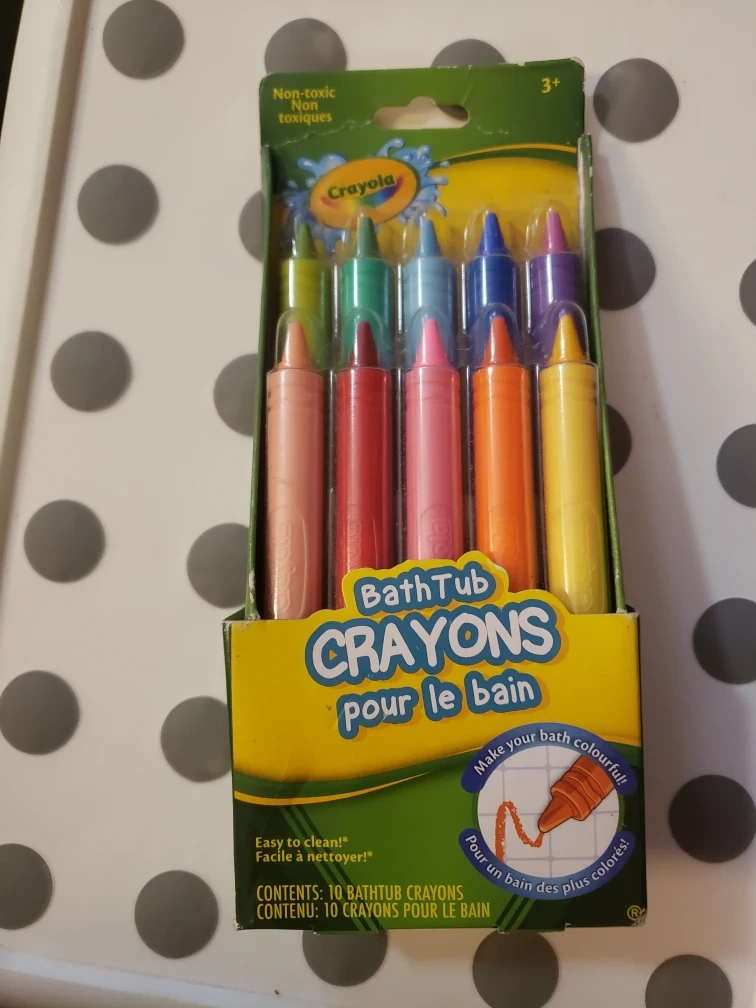 Non-toxic
Non
toxiques
3+
Crayola
BathTub
CRAYONS
pour le bain
Make your bath colourful!
Pour un bain des plus colorés!
Easy to clean!*
Facile à nettoyer!*
CONTENTS: 10 BATHTUB CRAYONS
CONTENU: 10 CRAYONS POUR LE BAIN
®